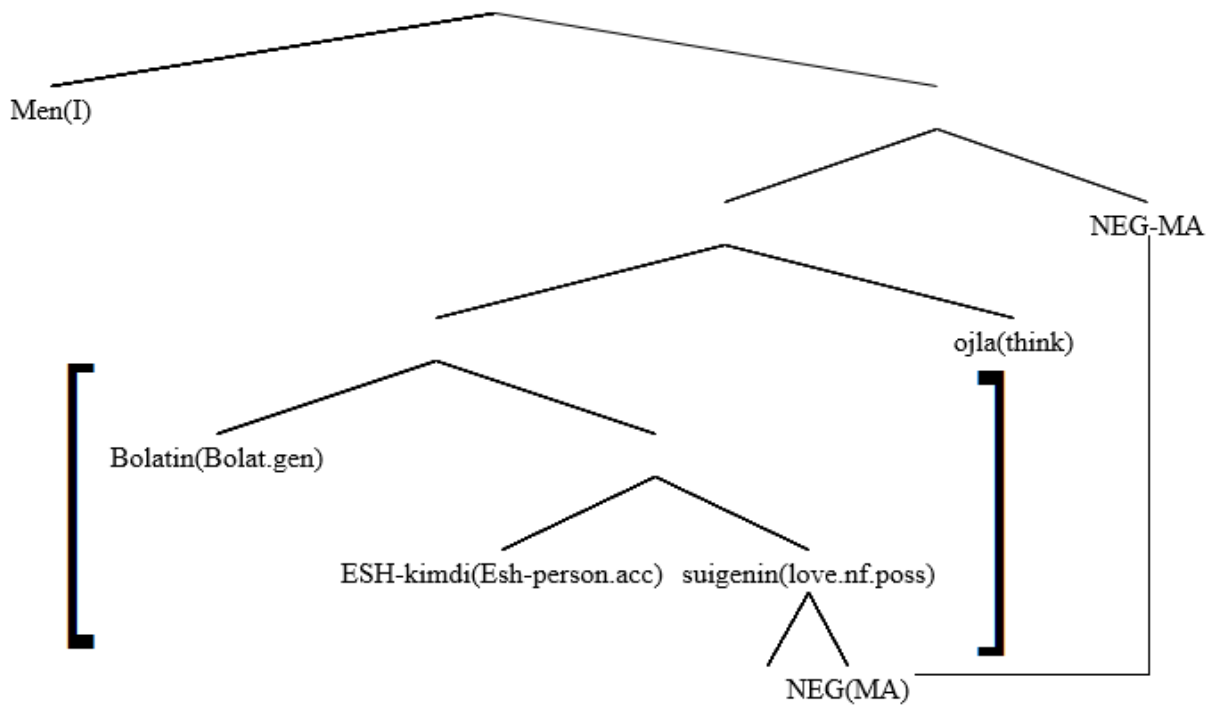 Men(I)
NEG-MA
ojla(think)
Bolatin(Bolat.gen)
ESH-kimdi(Esh-person.acc) suigenin(love.nf.poss)
NEG(MA)